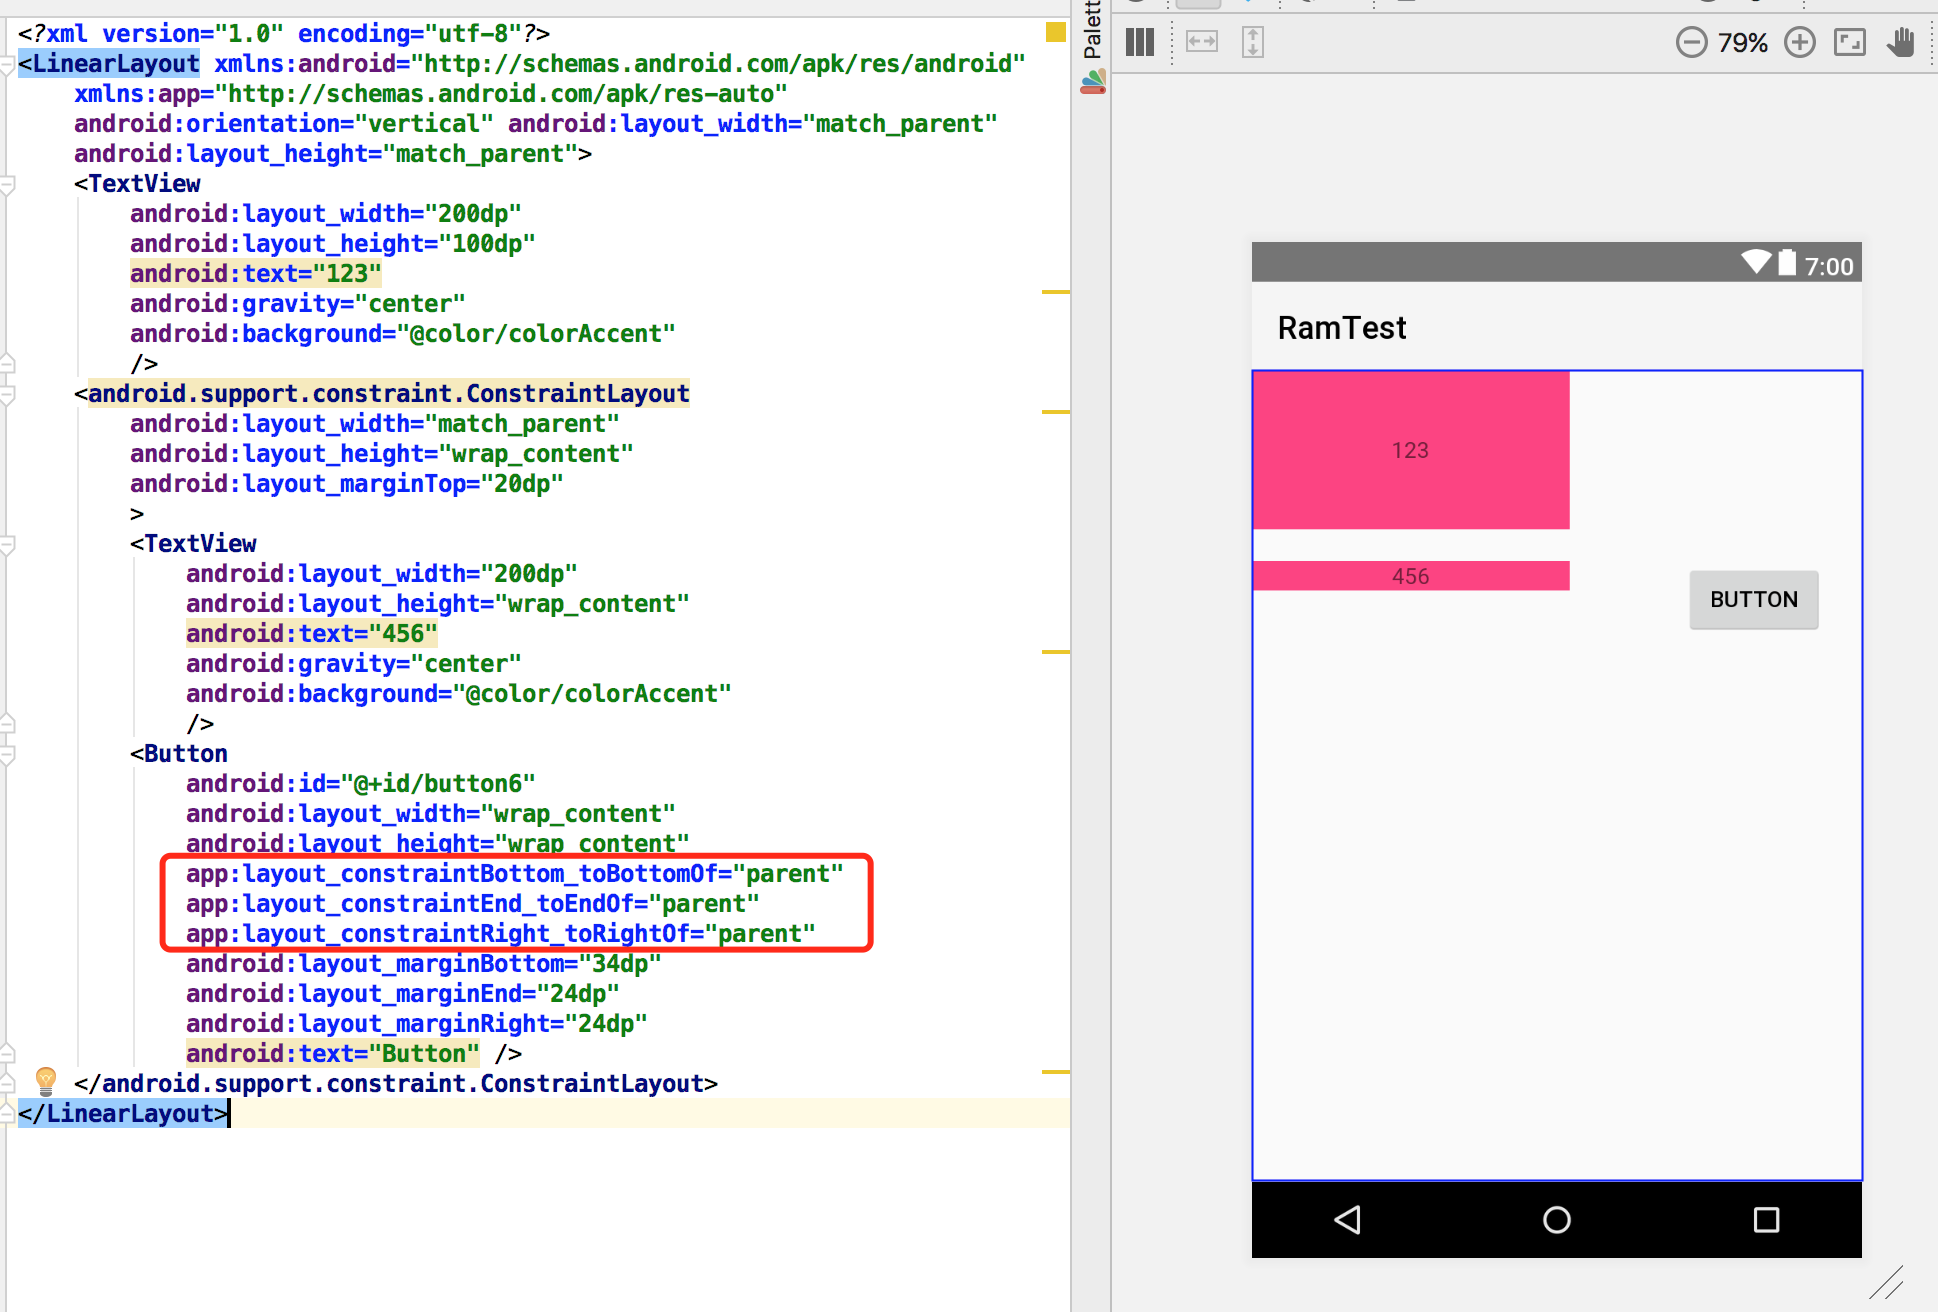 <?xml version="1.0" encoding="utf-8"?>
<LinearLayout xmlns:android="http://schemas.android.com/apk/res/android"
xmlns:app="http://schemas.android.com/apk/res-auto"
android:orientation="vertical" android:layout_width="match_parent"
android:layout_height="match_parent">
<TextView
android:layout_width="200dp"
android:layout_height="100dp"
android:text="123"
android:gravity="center"
android:background="@color/colorAccent"
/>
<android.support.constraint.ConstraintLayout
android:layout_width="match_parent"
android:layout_height="wrap_content"
android:layout_marginTop="20dp"
>
<TextView
android:layout_width="200dp"
android:layout_height="wrap_content"
android:text="456"
android:gravity="center"
android:background="@color/colorAccent"
/>
<Button
android:id="@+id/button6"
android:layout_width="wrap_content"
android:layout_height="wrap_content"
app:layout_constraintBottom_toBottomOf="parent"
app:layout_constraintEnd_toEndOf="parent"
app:layout_constraintRight_toRightOf="parent"
android:layout_marginBottom="34dp"
android:layout_marginEnd="24dp"
android:layout_marginRight="24dp"
android:text="Button" />
</android.support.constraint.ConstraintLayout>
</LinearLayout>
Palett
79%
7:00
RamTest
123
456
BUTTON